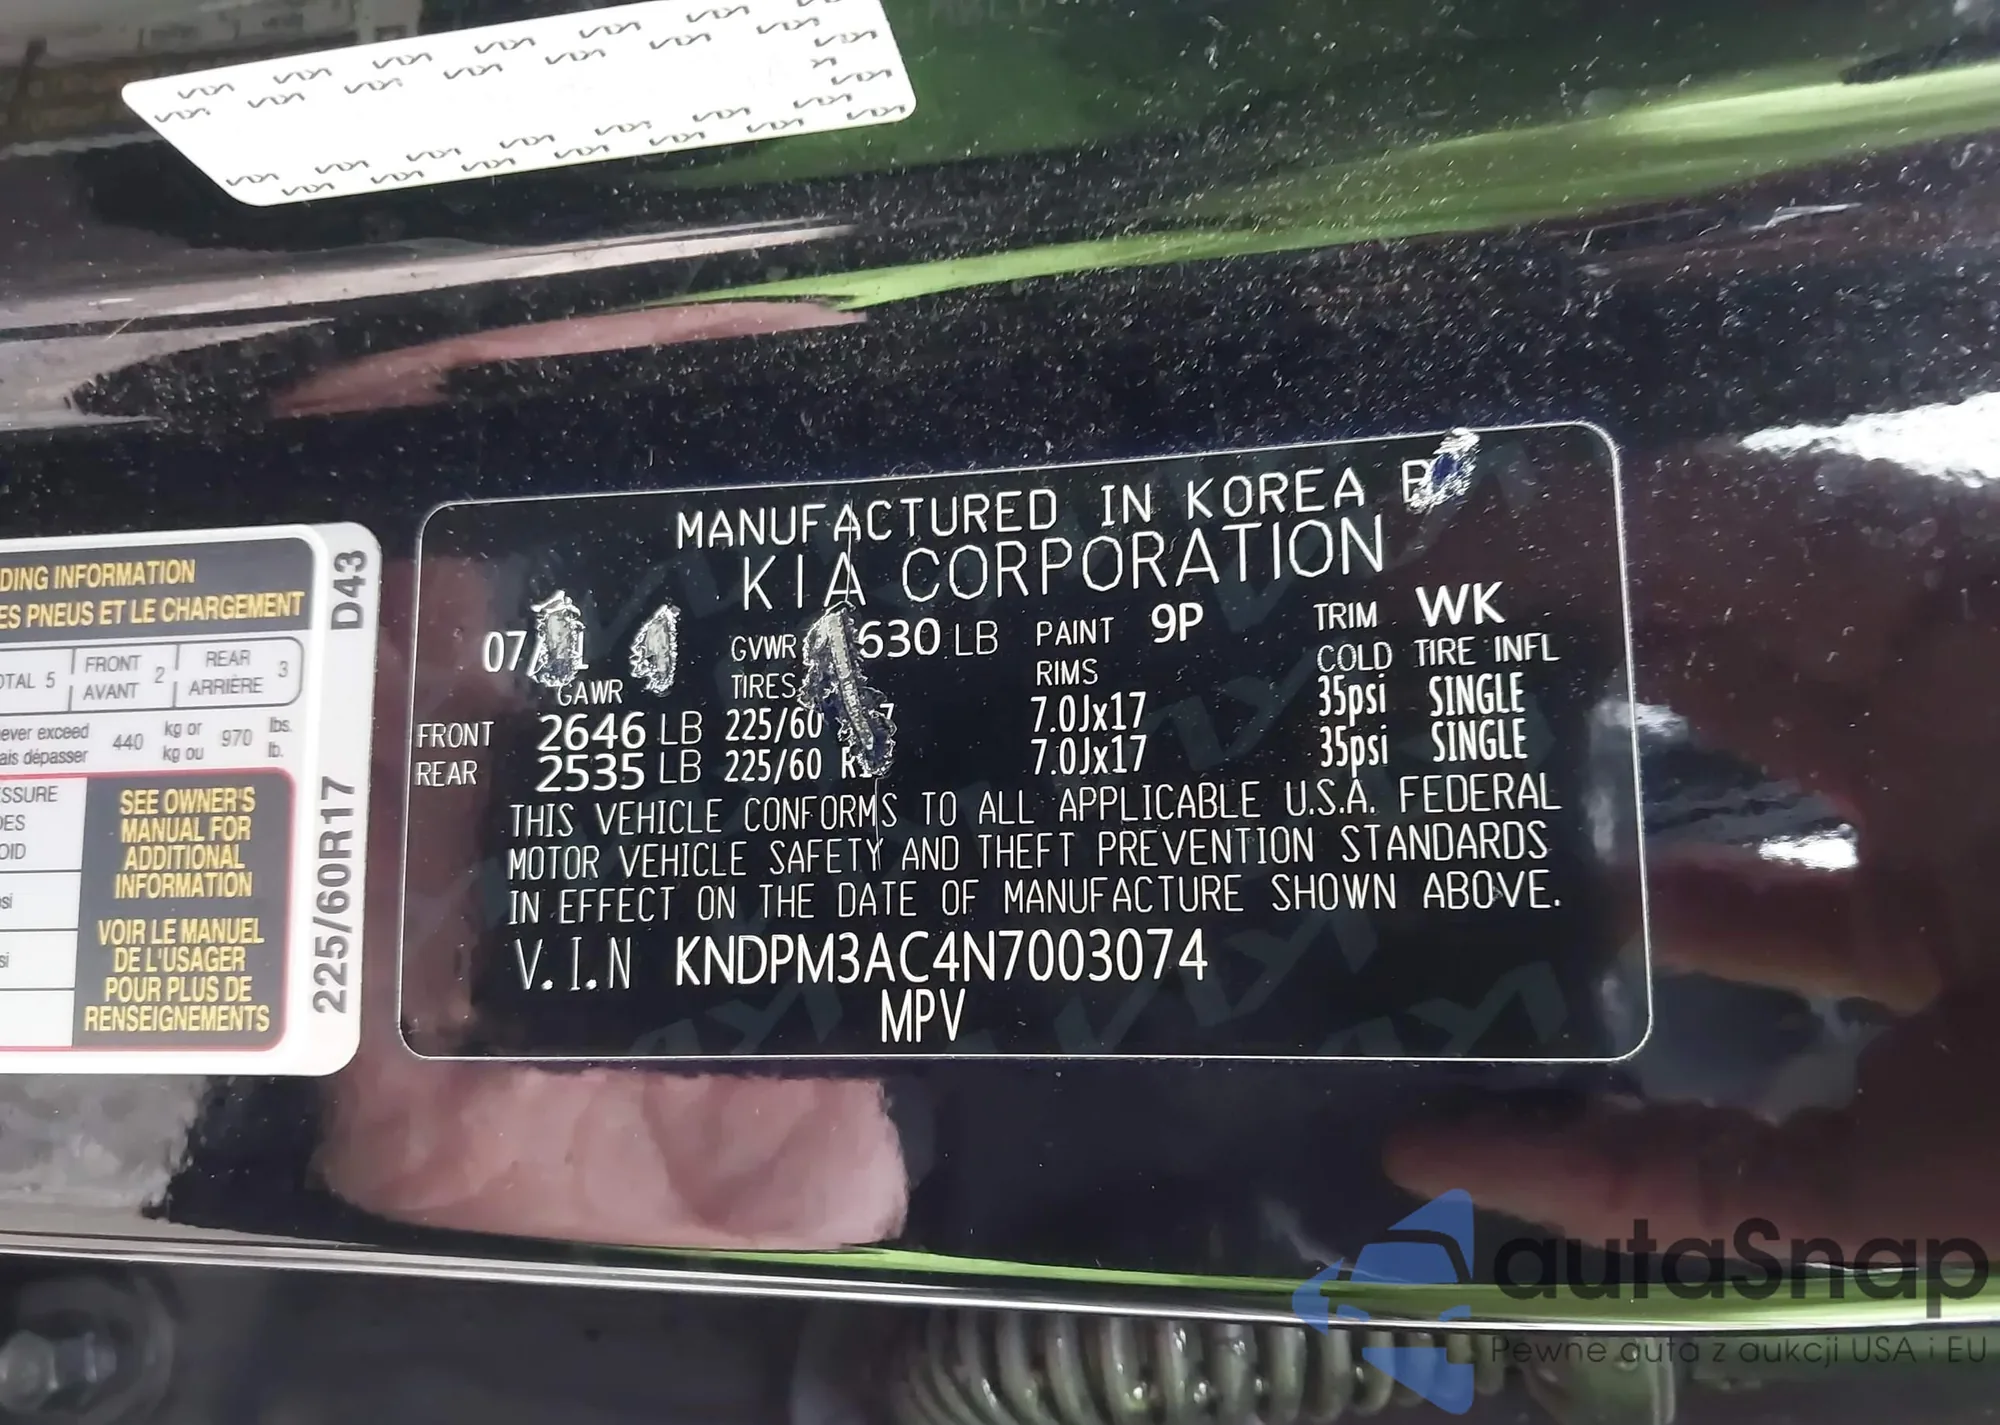 MANUFACTURED IN KOREA
KIA CORPORATION
07/
GVWR 630 LB PAINT 9P TRIM WK
GAWR TIRES RIMS COLD TIRE INFL
FRONT 2646 LB 225/60 7.0Jx17 35psi SINGLE
REAR 2535 LB 225/60 7.0Jx17 35psi SINGLE
THIS VEHICLE CONFORMS TO ALL APPLICABLE U.S.A. FEDERAL
MOTOR VEHICLE SAFETY AND THEFT PREVENTION STANDARDS
IN EFFECT ON THE DATE OF MANUFACTURE SHOWN ABOVE.
V.I.N KNDPM3AC4N7003074
MPV
DING INFORMATION
ES PNEUS ET LE CHARGEMENT
OTAL 5 FRONT 2 REAR 3
AVANT ARRIÈRE
ever exceed 440 kg or 970 lbs.
ais dépasser kg ou lb.
SSURE
DES
OID
SEE OWNER'S
MANUAL FOR
ADDITIONAL
INFORMATION
VOIR LE MANUEL
DE L'USAGER
POUR PLUS DE
RENSEIGNEMENTS
225/60R17 D43
autaSnap
Pewne auta z aukcji USA i EU